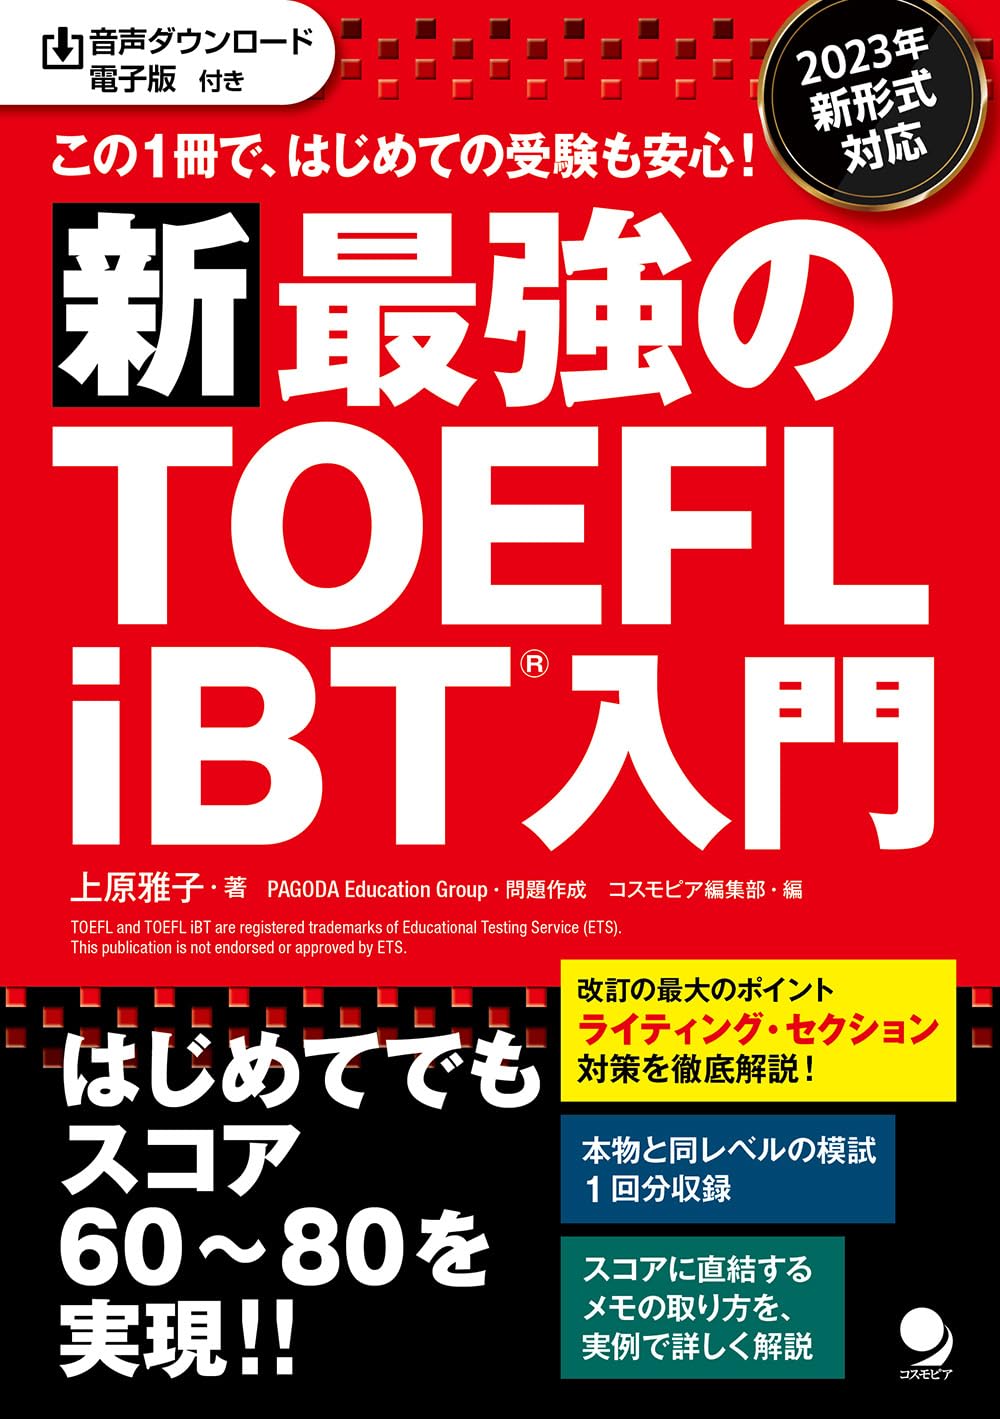 音声ダウンロード
電子版 付き
2023年
新形式
対応
この1冊で、はじめての受験も安心!
新 最強の
TOEFL
iBT®入門
上原雅子・著 PAGODA Education Group・問題作成 コスモピア編集部・編
TOEFL and TOEFL iBT are registered trademarks of Educational Testing Service (ETS).
This publication is not endorsed or approved by ETS.
はじめてでも
スコア
60～80を
実現!!
改訂の最大のポイント
ライティング・セクション
対策を徹底解説!
本物と同レベルの模試
1回分収録
スコアに直結する
メモの取り方を、
実例で詳しく解説
コスモピア